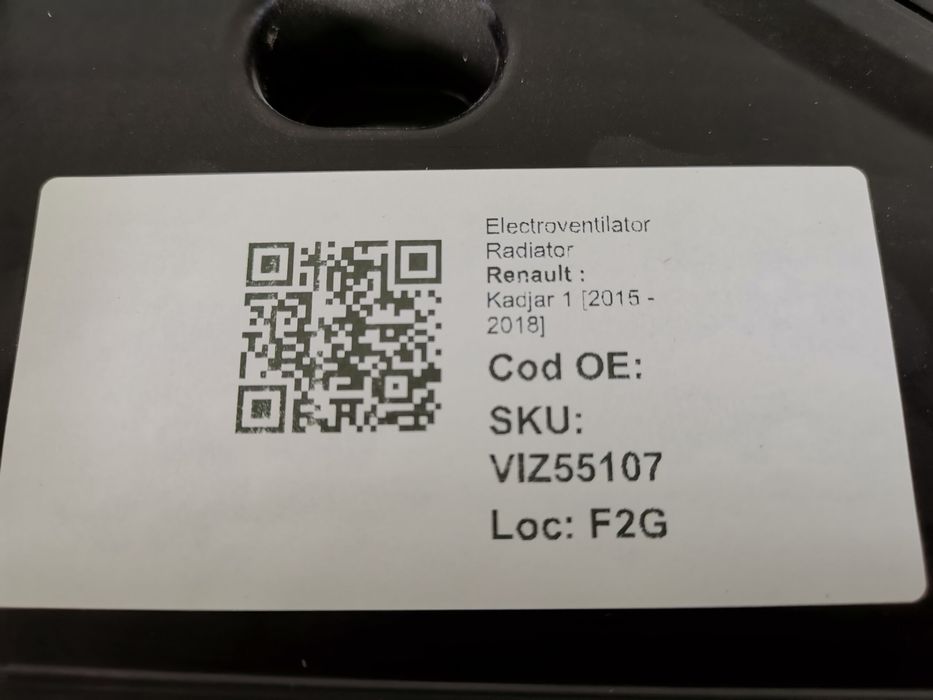 Electroventilator
Radiator
Renault :
Kadjar 1 [2015 -
2018]
Cod OE:
SKU:
VIZ55107
Loc: F2G